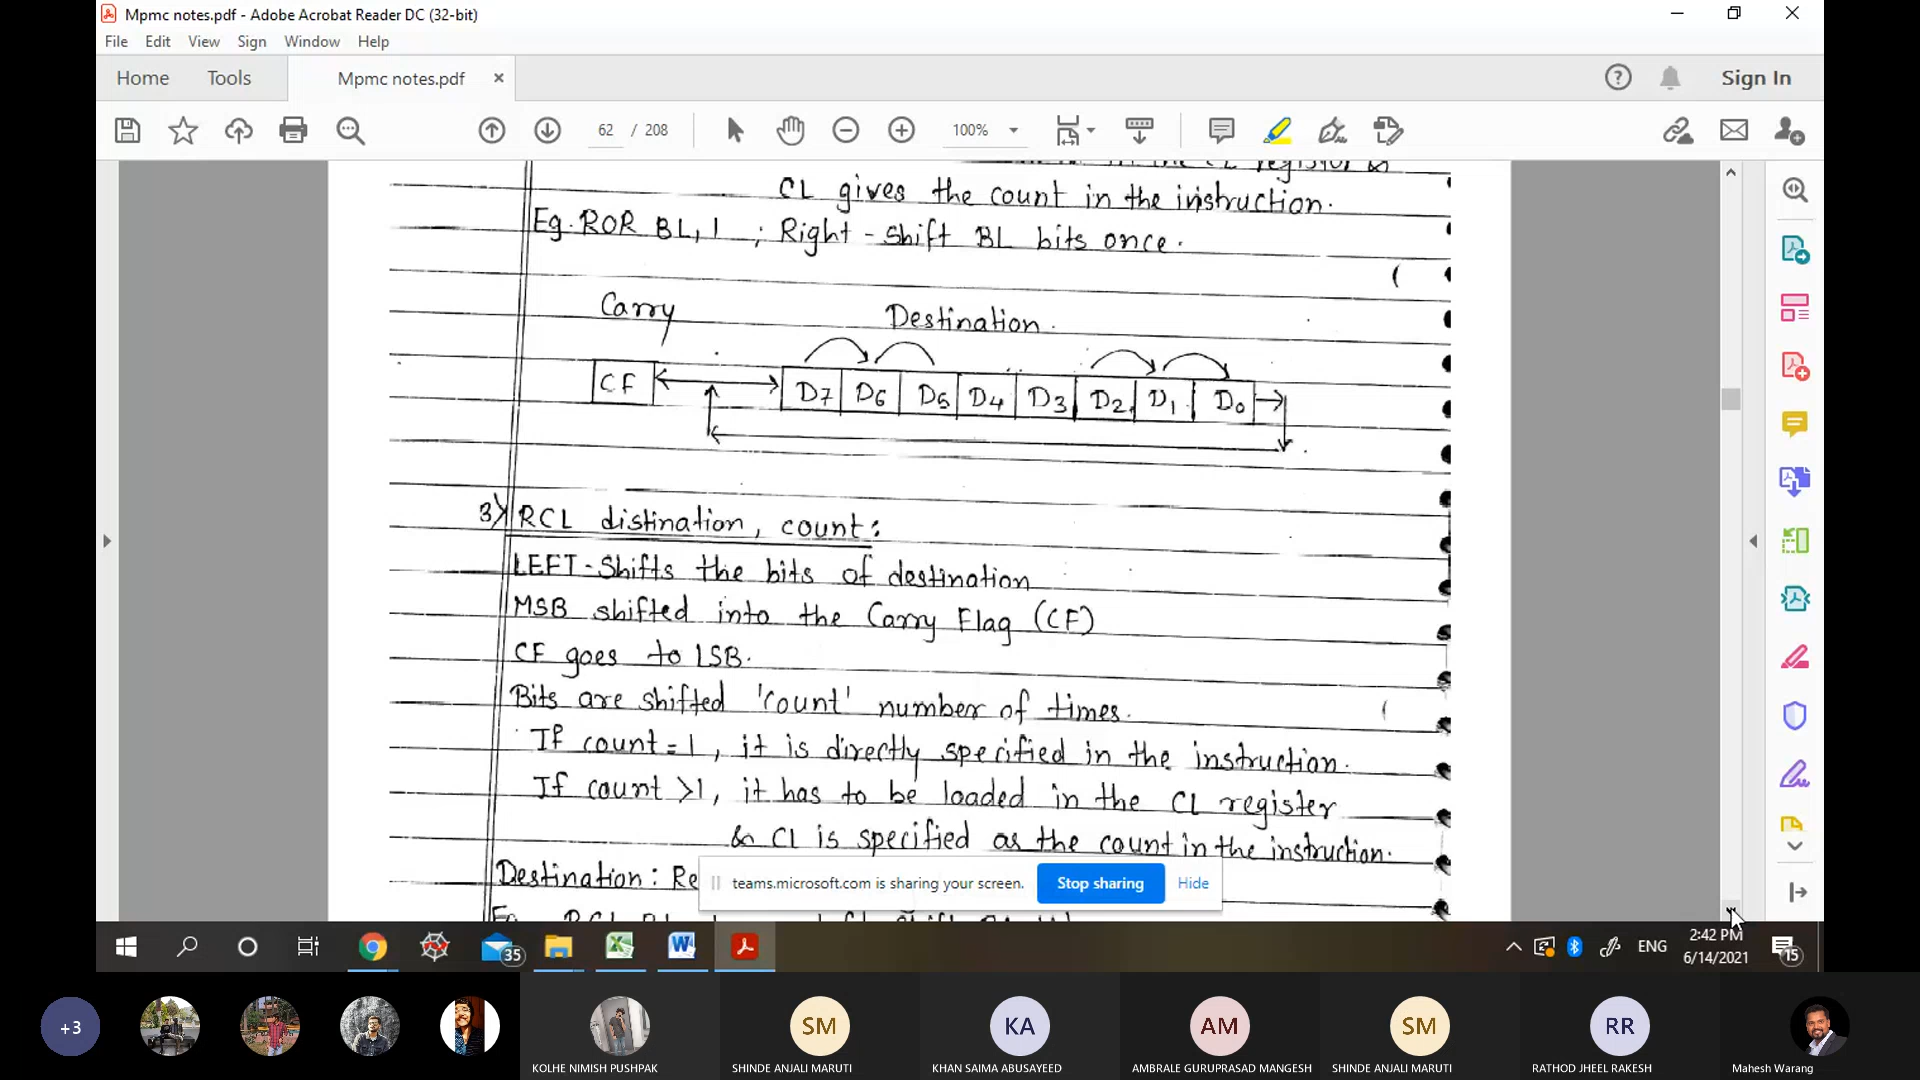 Mpmc notes.pdf - Adobe Acrobat Reader DC (32-bit)
File Edit View Sign Window Help
Home Tools Mpmc notes.pdf × Sign In
62 / 208 100%
CL gives the count in the instruction.
Eg. ROR BL, 1 ; Right - Shift BL bits once.
Carry Destination.
CF D7 D6 D5 D4 D3 D2 D1 D0
3) RCL distination, count:
LEFT - Shifts the bits of destination
MSB shifted into the Carry Flag (CF)
CF goes to LSB.
Bits are shifted 'count' number of times.
If count = 1, it is directly specified in the instruction.
If count >1, it has to be loaded in the CL register
& CL is specified as the count in the instruction.
Destination: Re
teams.microsoft.com is sharing your screen. Stop sharing Hide
35
ENG
2:42 PM
6/14/2021
15
+3
SM KA AM SM RR
KOLHE NIMISH PUSHPAK SHINDE ANJALI MARUTI KHAN SAIMA ABUSAYEED AMBRALE GURUPRASAD MANGESH SHINDE ANJALI MARUTI RATHOD JHEEL RAKESH Mahesh Warang